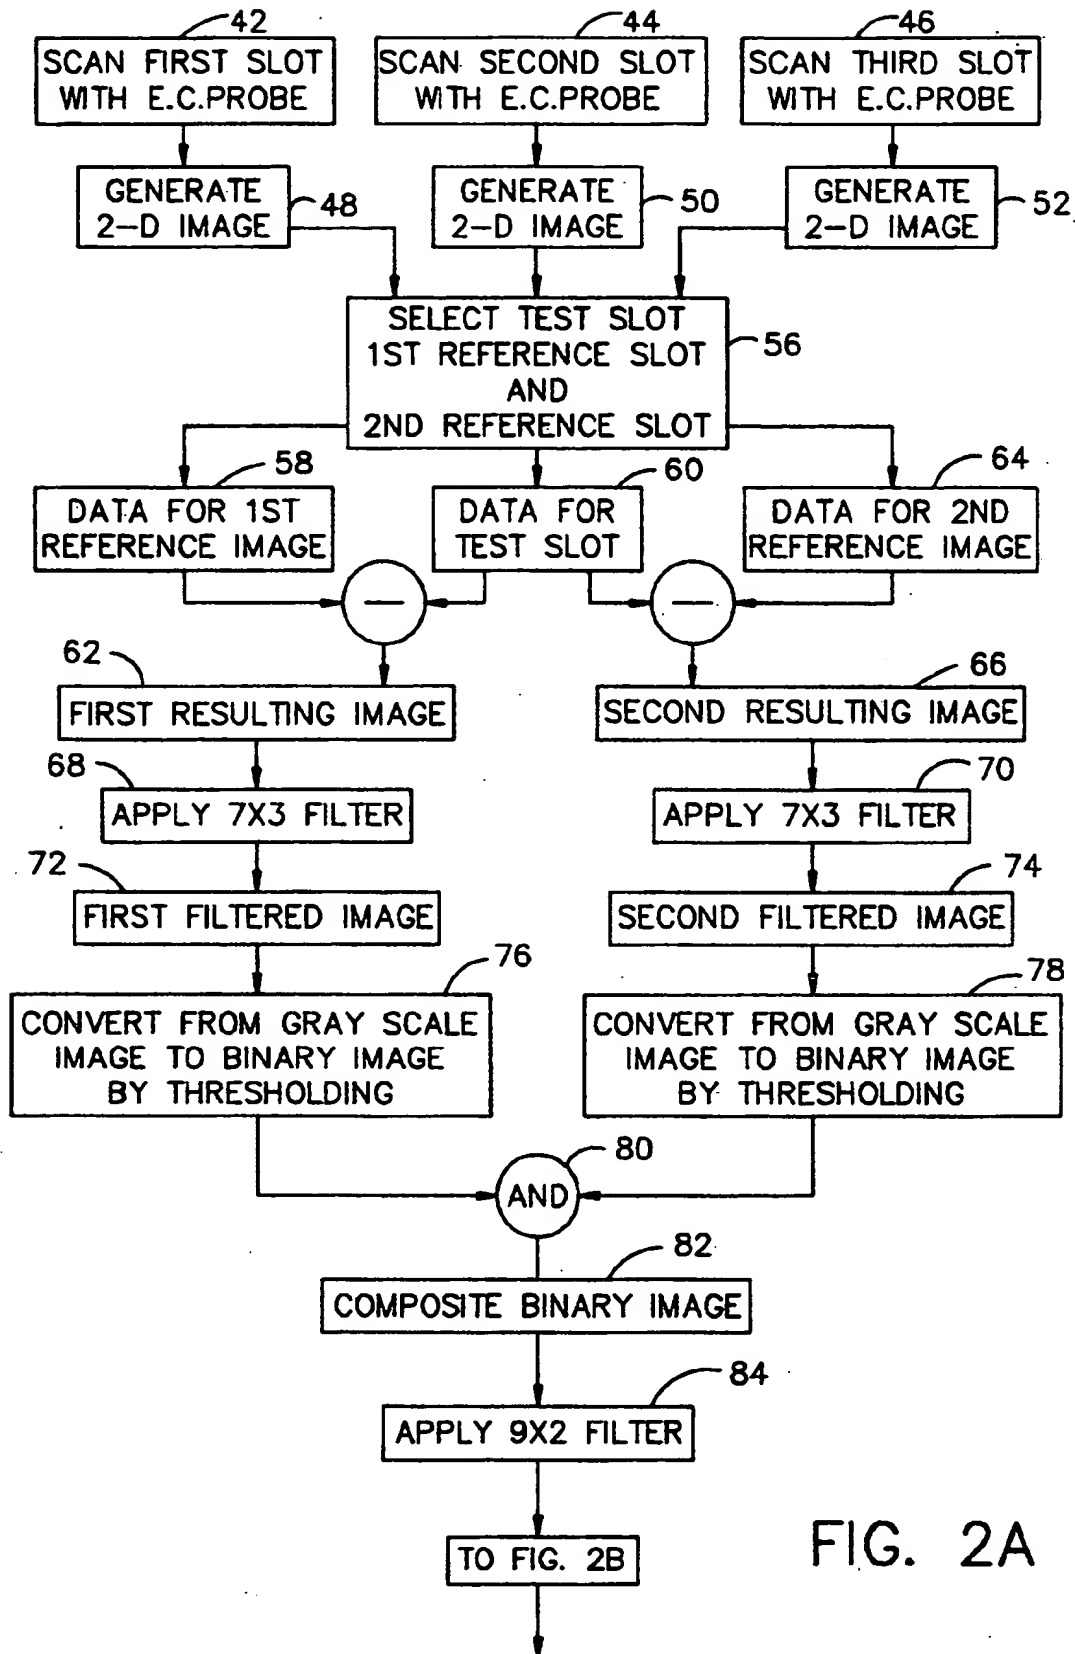 42
44
46
SCAN FIRST SLOT
WITH E.C.PROBE
SCAN SECOND SLOT
WITH E.C.PROBE
SCAN THIRD SLOT
WITH E.C.PROBE
GENERATE
2-D IMAGE
48
GENERATE
2-D IMAGE
50
GENERATE
2-D IMAGE
52
SELECT TEST SLOT
1ST REFERENCE SLOT
AND
2ND REFERENCE SLOT
56
58
60
64
DATA FOR 1ST
REFERENCE IMAGE
DATA FOR
TEST SLOT
DATA FOR 2ND
REFERENCE IMAGE
—
—
62
66
FIRST RESULTING IMAGE
SECOND RESULTING IMAGE
68
70
APPLY 7X3 FILTER
APPLY 7X3 FILTER
72
74
FIRST FILTERED IMAGE
SECOND FILTERED IMAGE
76
78
CONVERT FROM GRAY SCALE
IMAGE TO BINARY IMAGE
BY THRESHOLDING
CONVERT FROM GRAY SCALE
IMAGE TO BINARY IMAGE
BY THRESHOLDING
80
AND
82
COMPOSITE BINARY IMAGE
84
APPLY 9X2 FILTER
TO FIG. 2B
FIG. 2A